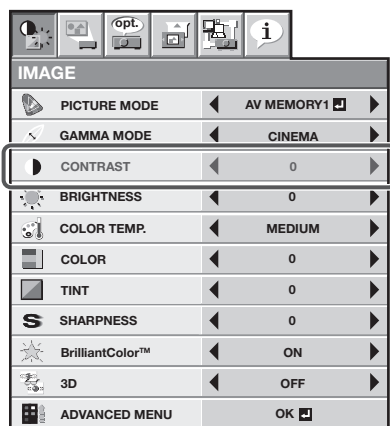 opt.
i
IMAGE
PICTURE MODE AV MEMORY1
GAMMA MODE CINEMA
CONTRAST 0
BRIGHTNESS 0
COLOR TEMP. MEDIUM
COLOR 0
TINT 0
S SHARPNESS 0
BrilliantColor™ ON
3D OFF
ADVANCED MENU OK